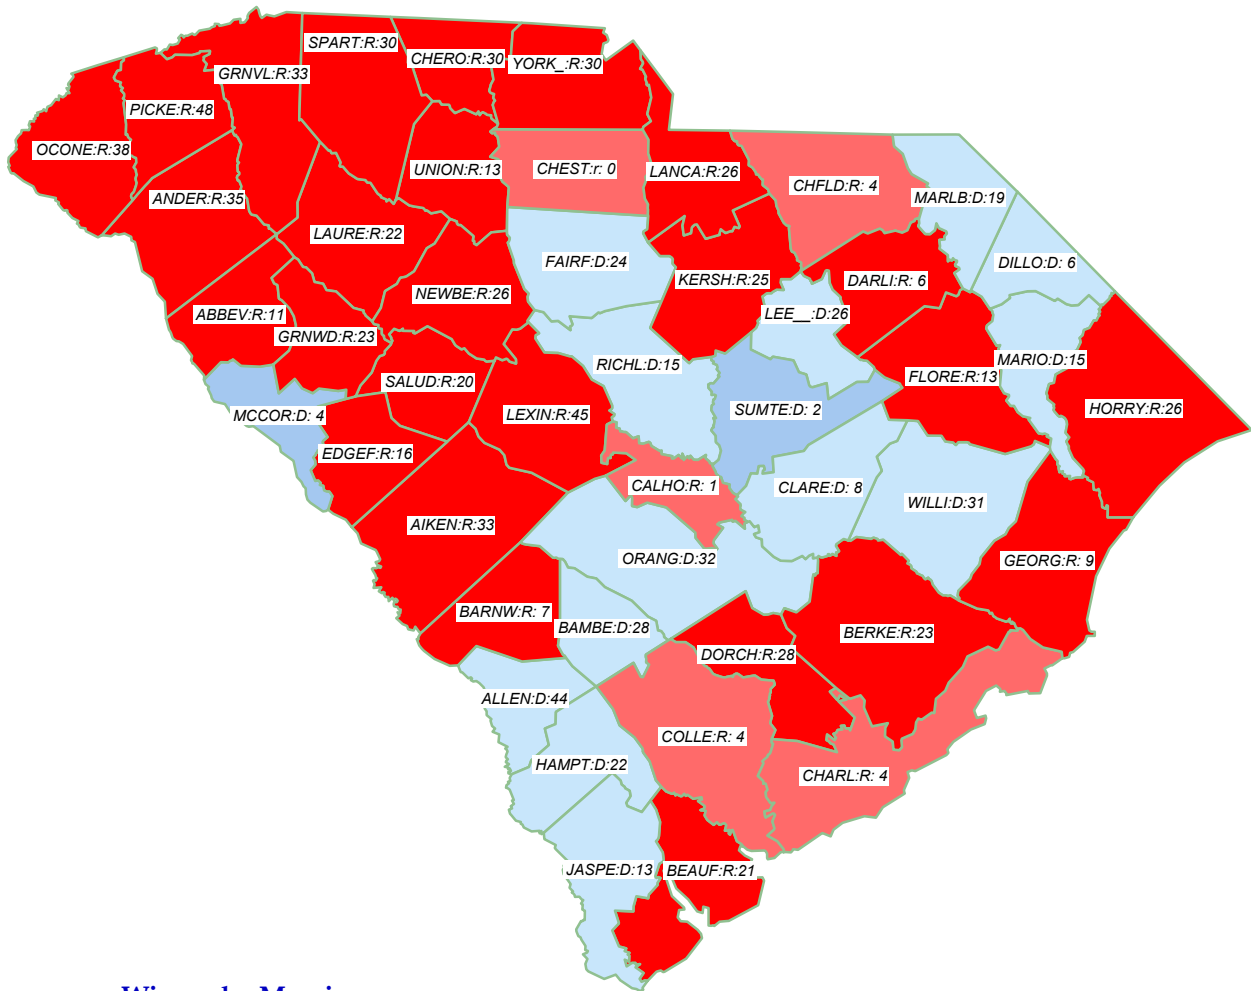 SPART:R:30
CHERO:R:30
YORK_:R:30
GRNVL:R:33
PICKE:R:48
OCONE:R:38
UNION:R:13
CHEST:r: 0
LANCA:R:26
CHFLD:R: 4
MARLB:D:19
ANDER:R:35
LAURE:R:22
FAIRF:D:24
DILLO:D: 6
KERSH:R:25
DARLI:R: 6
NEWBE:R:26
ABBEV:R:11
LEE__:D:26
GRNWD:R:23
MARIO:D:15
RICHL:D:15
FLORE:R:13
SALUD:R:20
HORRY:R:26
SUMTE:D: 2
MCCOR:D: 4
LEXIN:R:45
EDGEF:R:16
CALHO:R: 1
CLARE:D: 8
WILLI:D:31
AIKEN:R:33
ORANG:D:32
GEORG:R: 9
BARNW:R: 7
BAMBE:D:28
BERKE:R:23
DORCH:R:28
ALLEN:D:44
COLLE:R: 4
HAMPT:D:22
CHARL:R: 4
JASPE:D:13
BEAUF:R:21